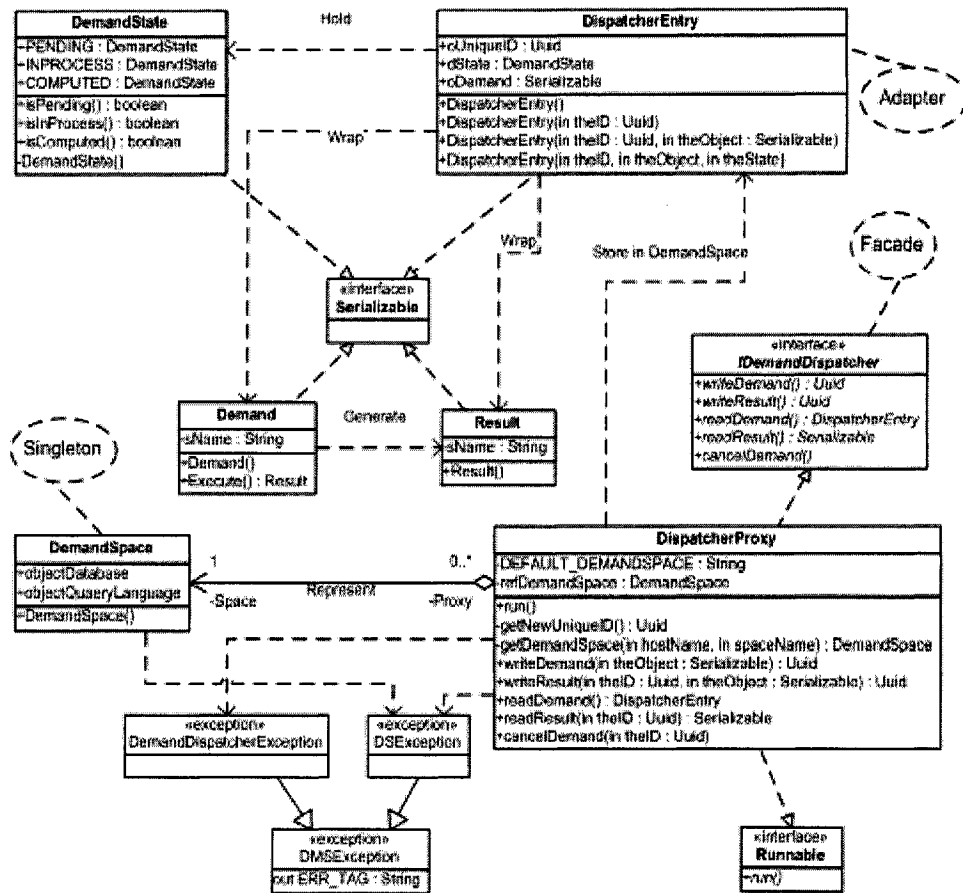 DemandState
+PENDING : DemandState
+INPROCESS : DemandState
+COMPUTED : DemandState
+isPending() : boolean
+isInProcess() : boolean
+isComputed() : boolean
-DemandState()
Hold
DispatcherEntry
+oUniqueID : Uuid
+dState : DemandState
+oDemand : Serializable
+DispatcherEntry()
+DispatcherEntry(in theID : Uuid)
+DispatcherEntry(in theID : Uuid, in theObject : Serializable)
+DispatcherEntry(in theID, in theObject, in theState)
Adapter
Wrap
Wrap
Store in DemandSpace
Facade
«interface»
Serializable
«interface»
IDemandDispatcher
+writeDemand() : Uuid
+writeResult() : Uuid
+readDemand() : DispatcherEntry
+readResult() : Serializable
+cancelDemand()
Demand
-sName : String
+Demand()
+Execute() : Result
Generate
Result
-sName : String
+Result()
Singleton
DemandSpace
+objectDatabase
+objectQuaeryLanguage
-DemandSpace()
1
-Space
Represent
0..*
-Proxy
DispatcherProxy
-DEFAULT_DEMANDSPACE : String
-refDemandSpace : DemandSpace
+run()
-getNewUniqueID() : Uuid
-getDemandSpace(in hostName, in spaceName) : DemandSpace
+writeDemand(in theObject : Serializable) : Uuid
+writeResult(in theID : Uuid, in theObject : Serializable) : Uuid
+readDemand() : DispatcherEntry
+readResult(in theID : Uuid) : Serializable
+cancelDemand(in theID : Uuid)
«exception»
DemandDispatcherException
«exception»
DSException
«exception»
DMSException
out ERR_TAG : String
«interface»
Runnable
+run()